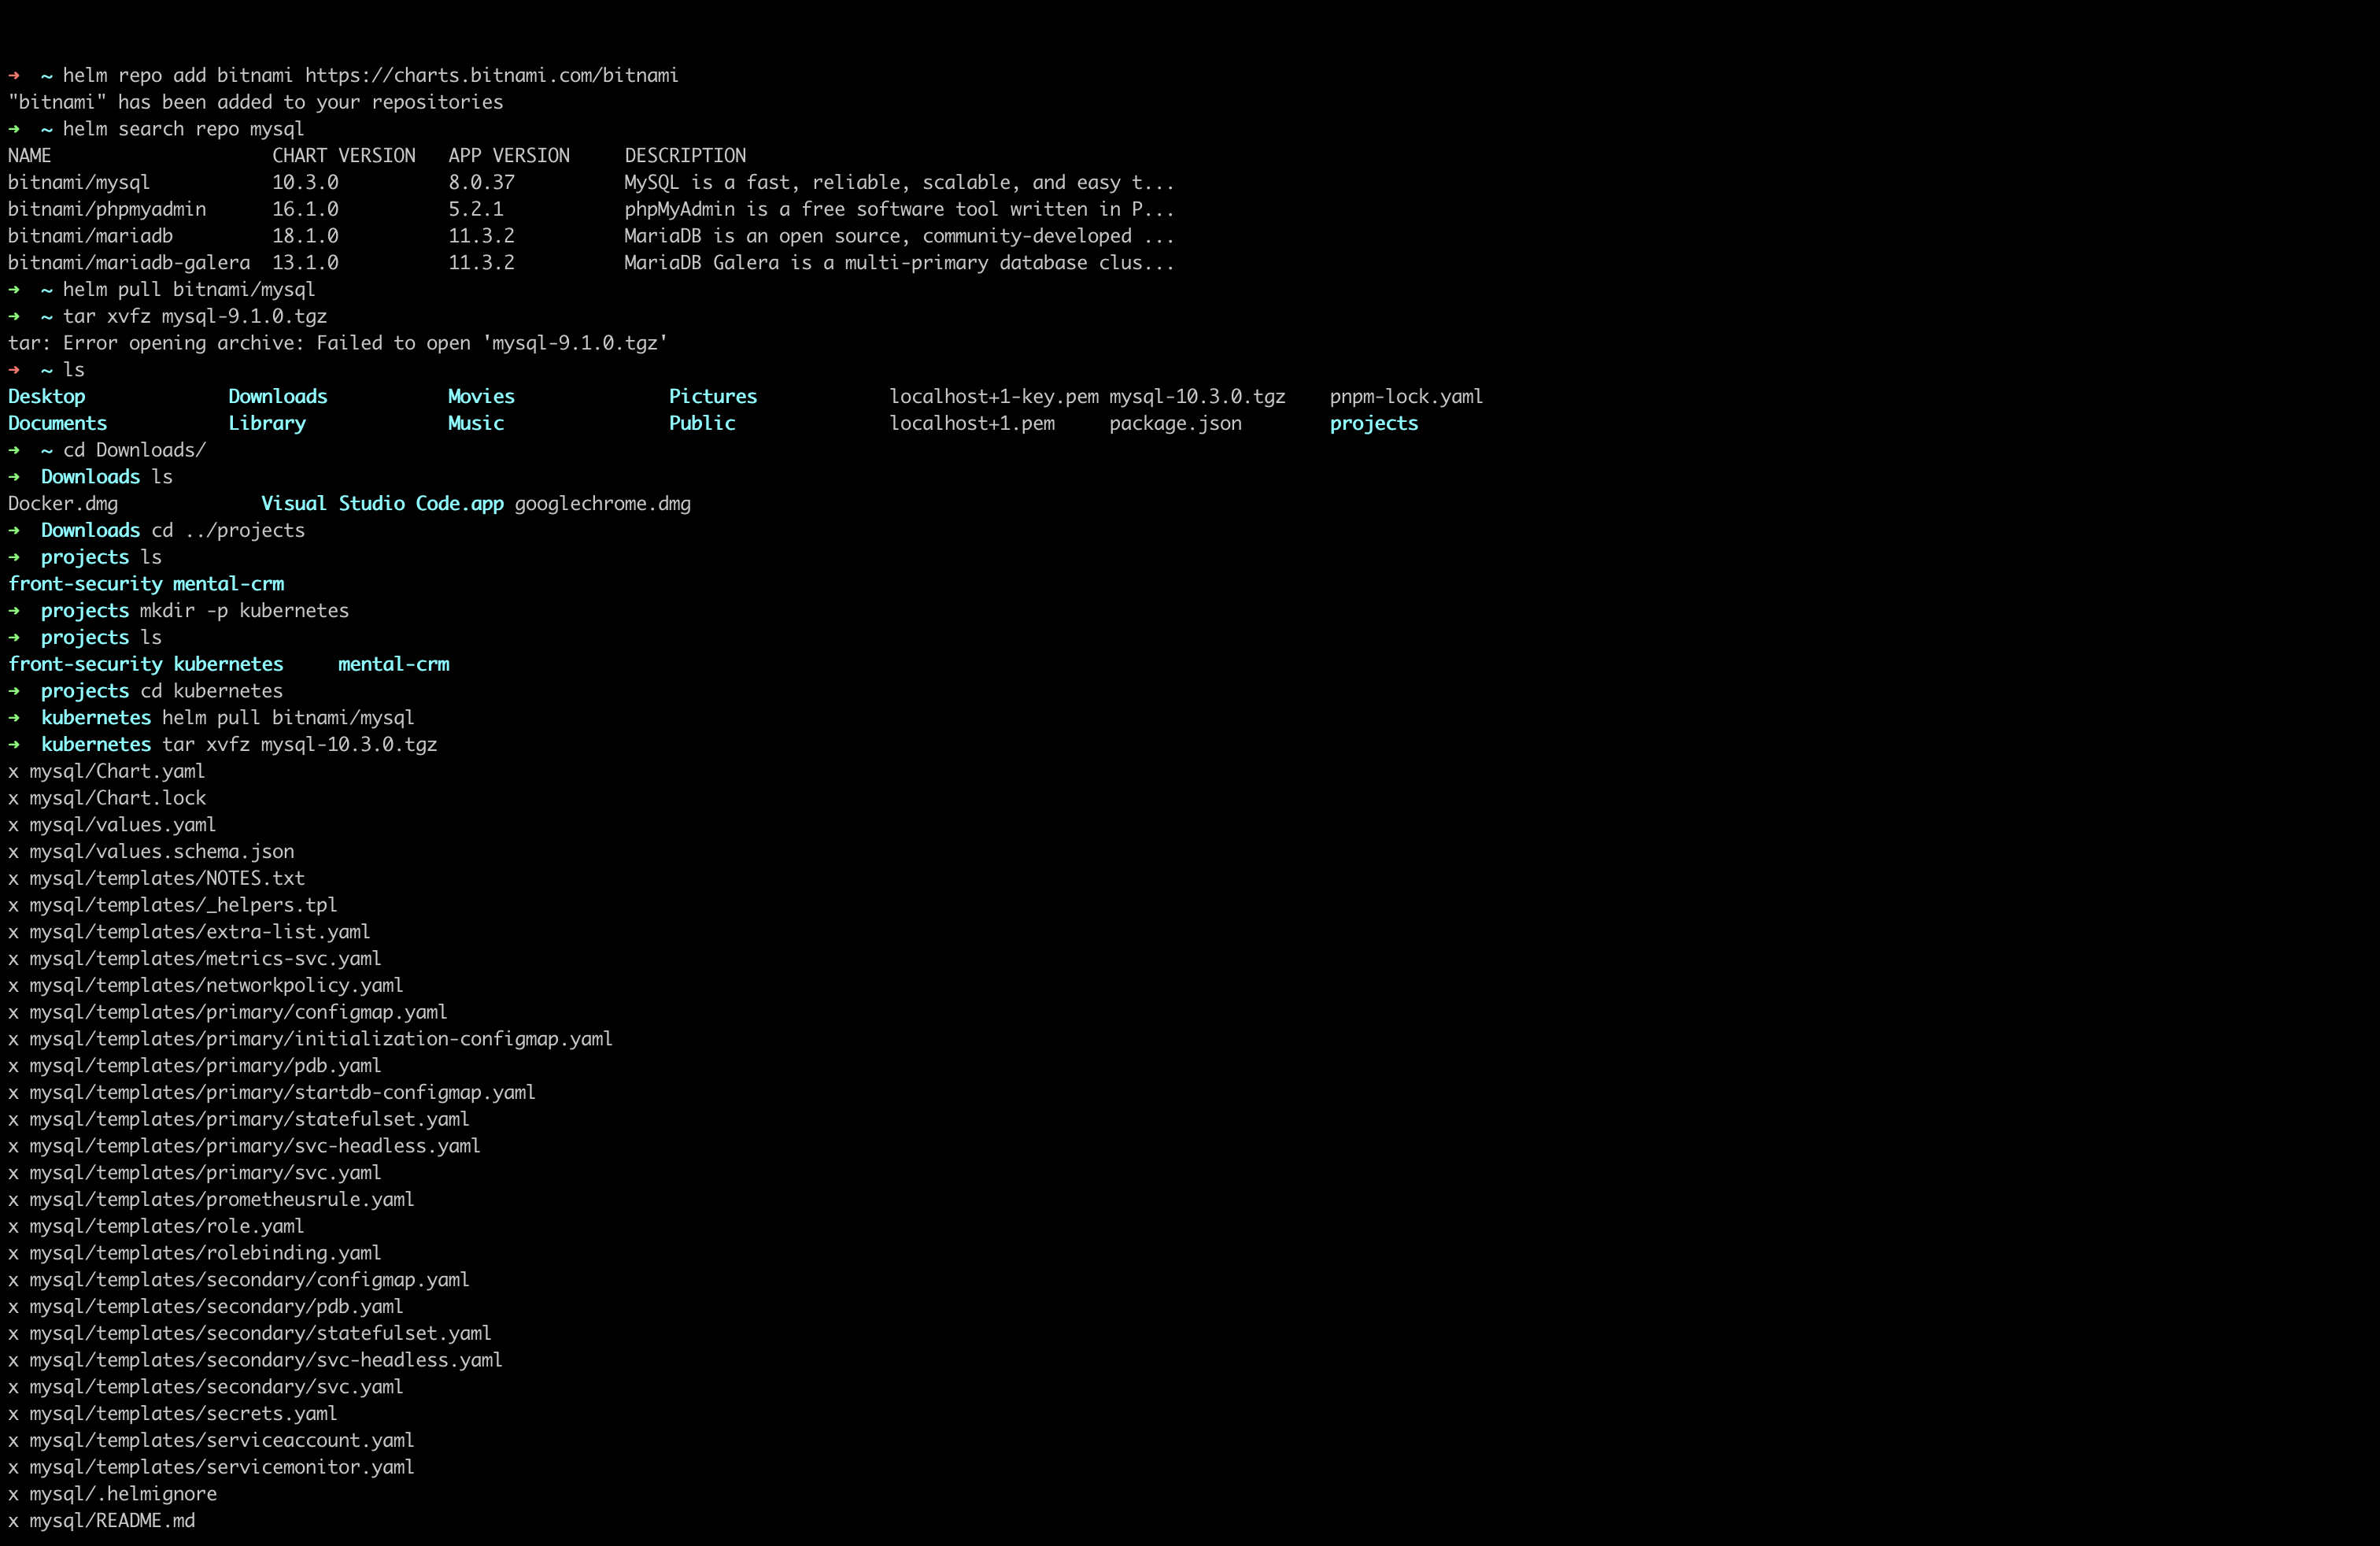 ➜  ~ helm repo add bitnami https://charts.bitnami.com/bitnami
"bitnami" has been added to your repositories
➜  ~ helm search repo mysql
NAME                    CHART VERSION   APP VERSION     DESCRIPTION
bitnami/mysql           10.3.0          8.0.37          MySQL is a fast, reliable, scalable, and easy t...
bitnami/phpmyadmin      16.1.0          5.2.1           phpMyAdmin is a free software tool written in P...
bitnami/mariadb         18.1.0          11.3.2          MariaDB is an open source, community-developed ...
bitnami/mariadb-galera  13.1.0          11.3.2          MariaDB Galera is a multi-primary database clus...
➜  ~ helm pull bitnami/mysql
➜  ~ tar xvfz mysql-9.1.0.tgz
tar: Error opening archive: Failed to open 'mysql-9.1.0.tgz'
➜  ~ ls
Desktop             Downloads           Movies              Pictures            localhost+1-key.pem mysql-10.3.0.tgz    pnpm-lock.yaml
Documents           Library             Music               Public              localhost+1.pem     package.json        projects
➜  ~ cd Downloads/
➜  Downloads ls
Docker.dmg             Visual Studio Code.app googlechrome.dmg
➜  Downloads cd ../projects
➜  projects ls
front-security mental-crm
➜  projects mkdir -p kubernetes
➜  projects ls
front-security kubernetes     mental-crm
➜  projects cd kubernetes
➜  kubernetes helm pull bitnami/mysql
➜  kubernetes tar xvfz mysql-10.3.0.tgz
x mysql/Chart.yaml
x mysql/Chart.lock
x mysql/values.yaml
x mysql/values.schema.json
x mysql/templates/NOTES.txt
x mysql/templates/_helpers.tpl
x mysql/templates/extra-list.yaml
x mysql/templates/metrics-svc.yaml
x mysql/templates/networkpolicy.yaml
x mysql/templates/primary/configmap.yaml
x mysql/templates/primary/initialization-configmap.yaml
x mysql/templates/primary/pdb.yaml
x mysql/templates/primary/startdb-configmap.yaml
x mysql/templates/primary/statefulset.yaml
x mysql/templates/primary/svc-headless.yaml
x mysql/templates/primary/svc.yaml
x mysql/templates/prometheusrule.yaml
x mysql/templates/role.yaml
x mysql/templates/rolebinding.yaml
x mysql/templates/secondary/configmap.yaml
x mysql/templates/secondary/pdb.yaml
x mysql/templates/secondary/statefulset.yaml
x mysql/templates/secondary/svc-headless.yaml
x mysql/templates/secondary/svc.yaml
x mysql/templates/secrets.yaml
x mysql/templates/serviceaccount.yaml
x mysql/templates/servicemonitor.yaml
x mysql/.helmignore
x mysql/README.md